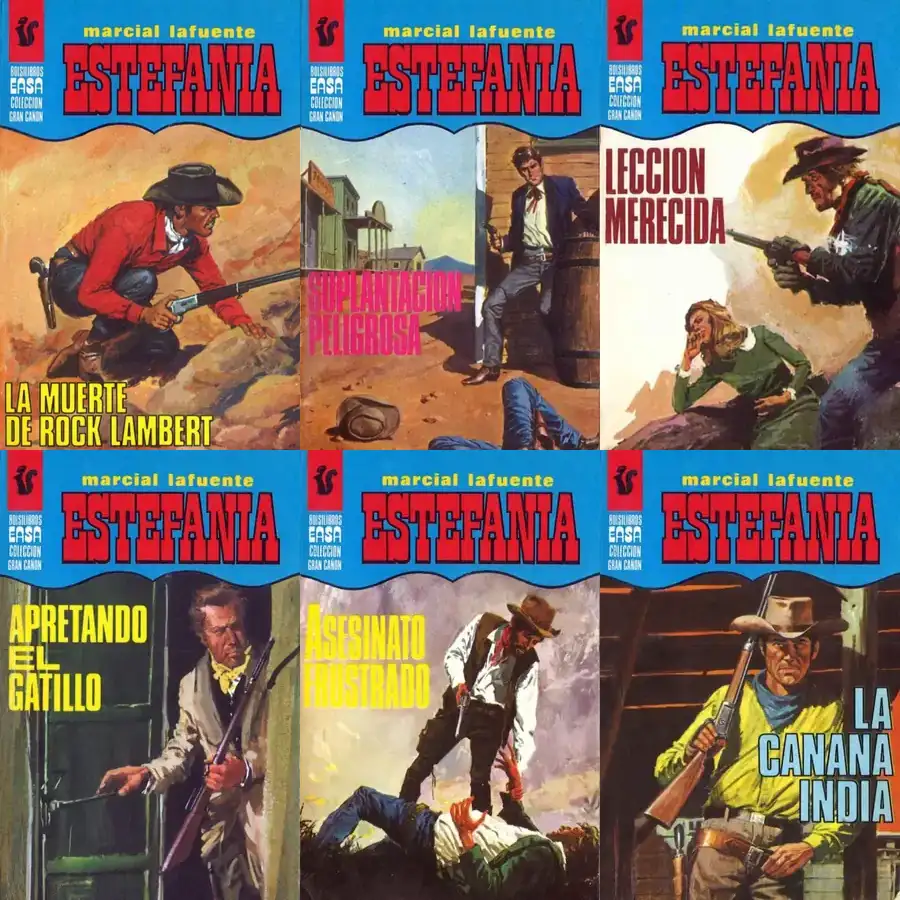 marcial lafuente
ESTEFANIA
BOLSILIBROS
EASA
COLECCION
GRAN CAÑON
LA MUERTE
DE ROCK LAMBERT
marcial lafuente
ESTEFANIA
BOLSILIBROS
EASA
COLECCION
GRAN CAÑON
SUPLANTACION
PELIGROSA
marcial lafuente
ESTEFANIA
BOLSILIBROS
EASA
COLECCION
GRAN CAÑON
LECCION
MERECIDA
marcial lafuente
ESTEFANIA
BOLSILIBROS
EASA
COLECCION
GRAN CAÑON
APRETANDO
EL
GATILLO
marcial lafuente
ESTEFANIA
BOLSILIBROS
EASA
COLECCION
GRAN CAÑON
ASESINATO
FRUSTRADO
marcial lafuente
ESTEFANIA
BOLSILIBROS
EASA
COLECCION
GRAN CAÑON
LA
CANANA
INDIA